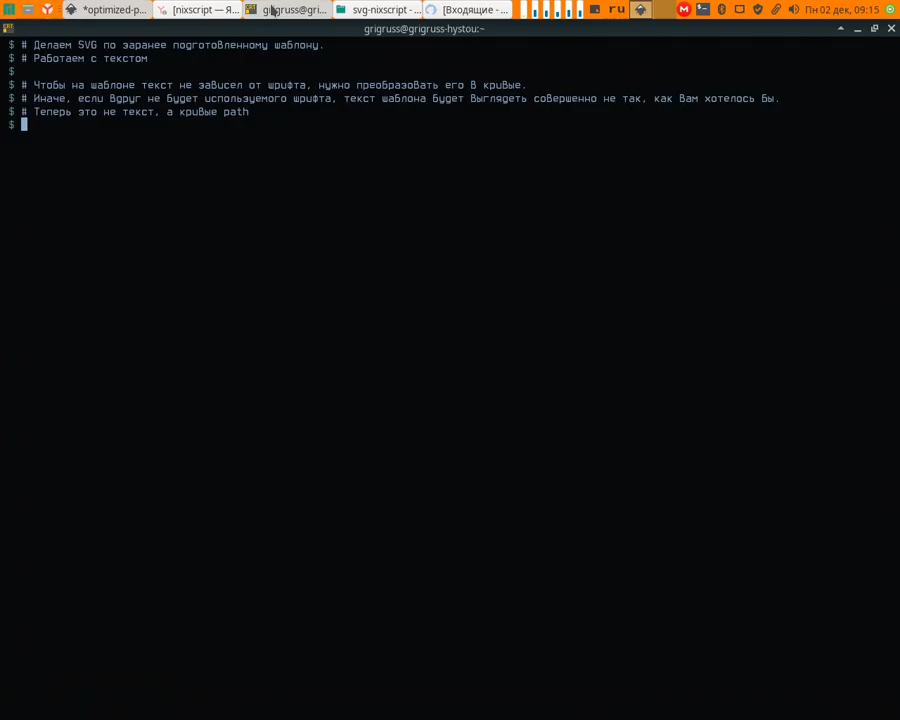 *optimized-p... [nixscript — Я... grigruss@gri... svg-nixscript - ... [Входящие - ... ru M Пн 02 дек, 09:15
grigruss@grigruss-hystou:~
$ # Делаем SVG по заранее подготовленному шаблону.
$ # Работаем с текстом
$
$ # Чтобы на шаблоне текст не зависел от шрифта, нужно преобразовать его в кривые.
$ # Иначе, если вдруг не будет используемого шрифта, текст шаблона будет выглядеть совершенно не так, как вам хотелось бы.
$ # Теперь это не текст, а кривые path
$